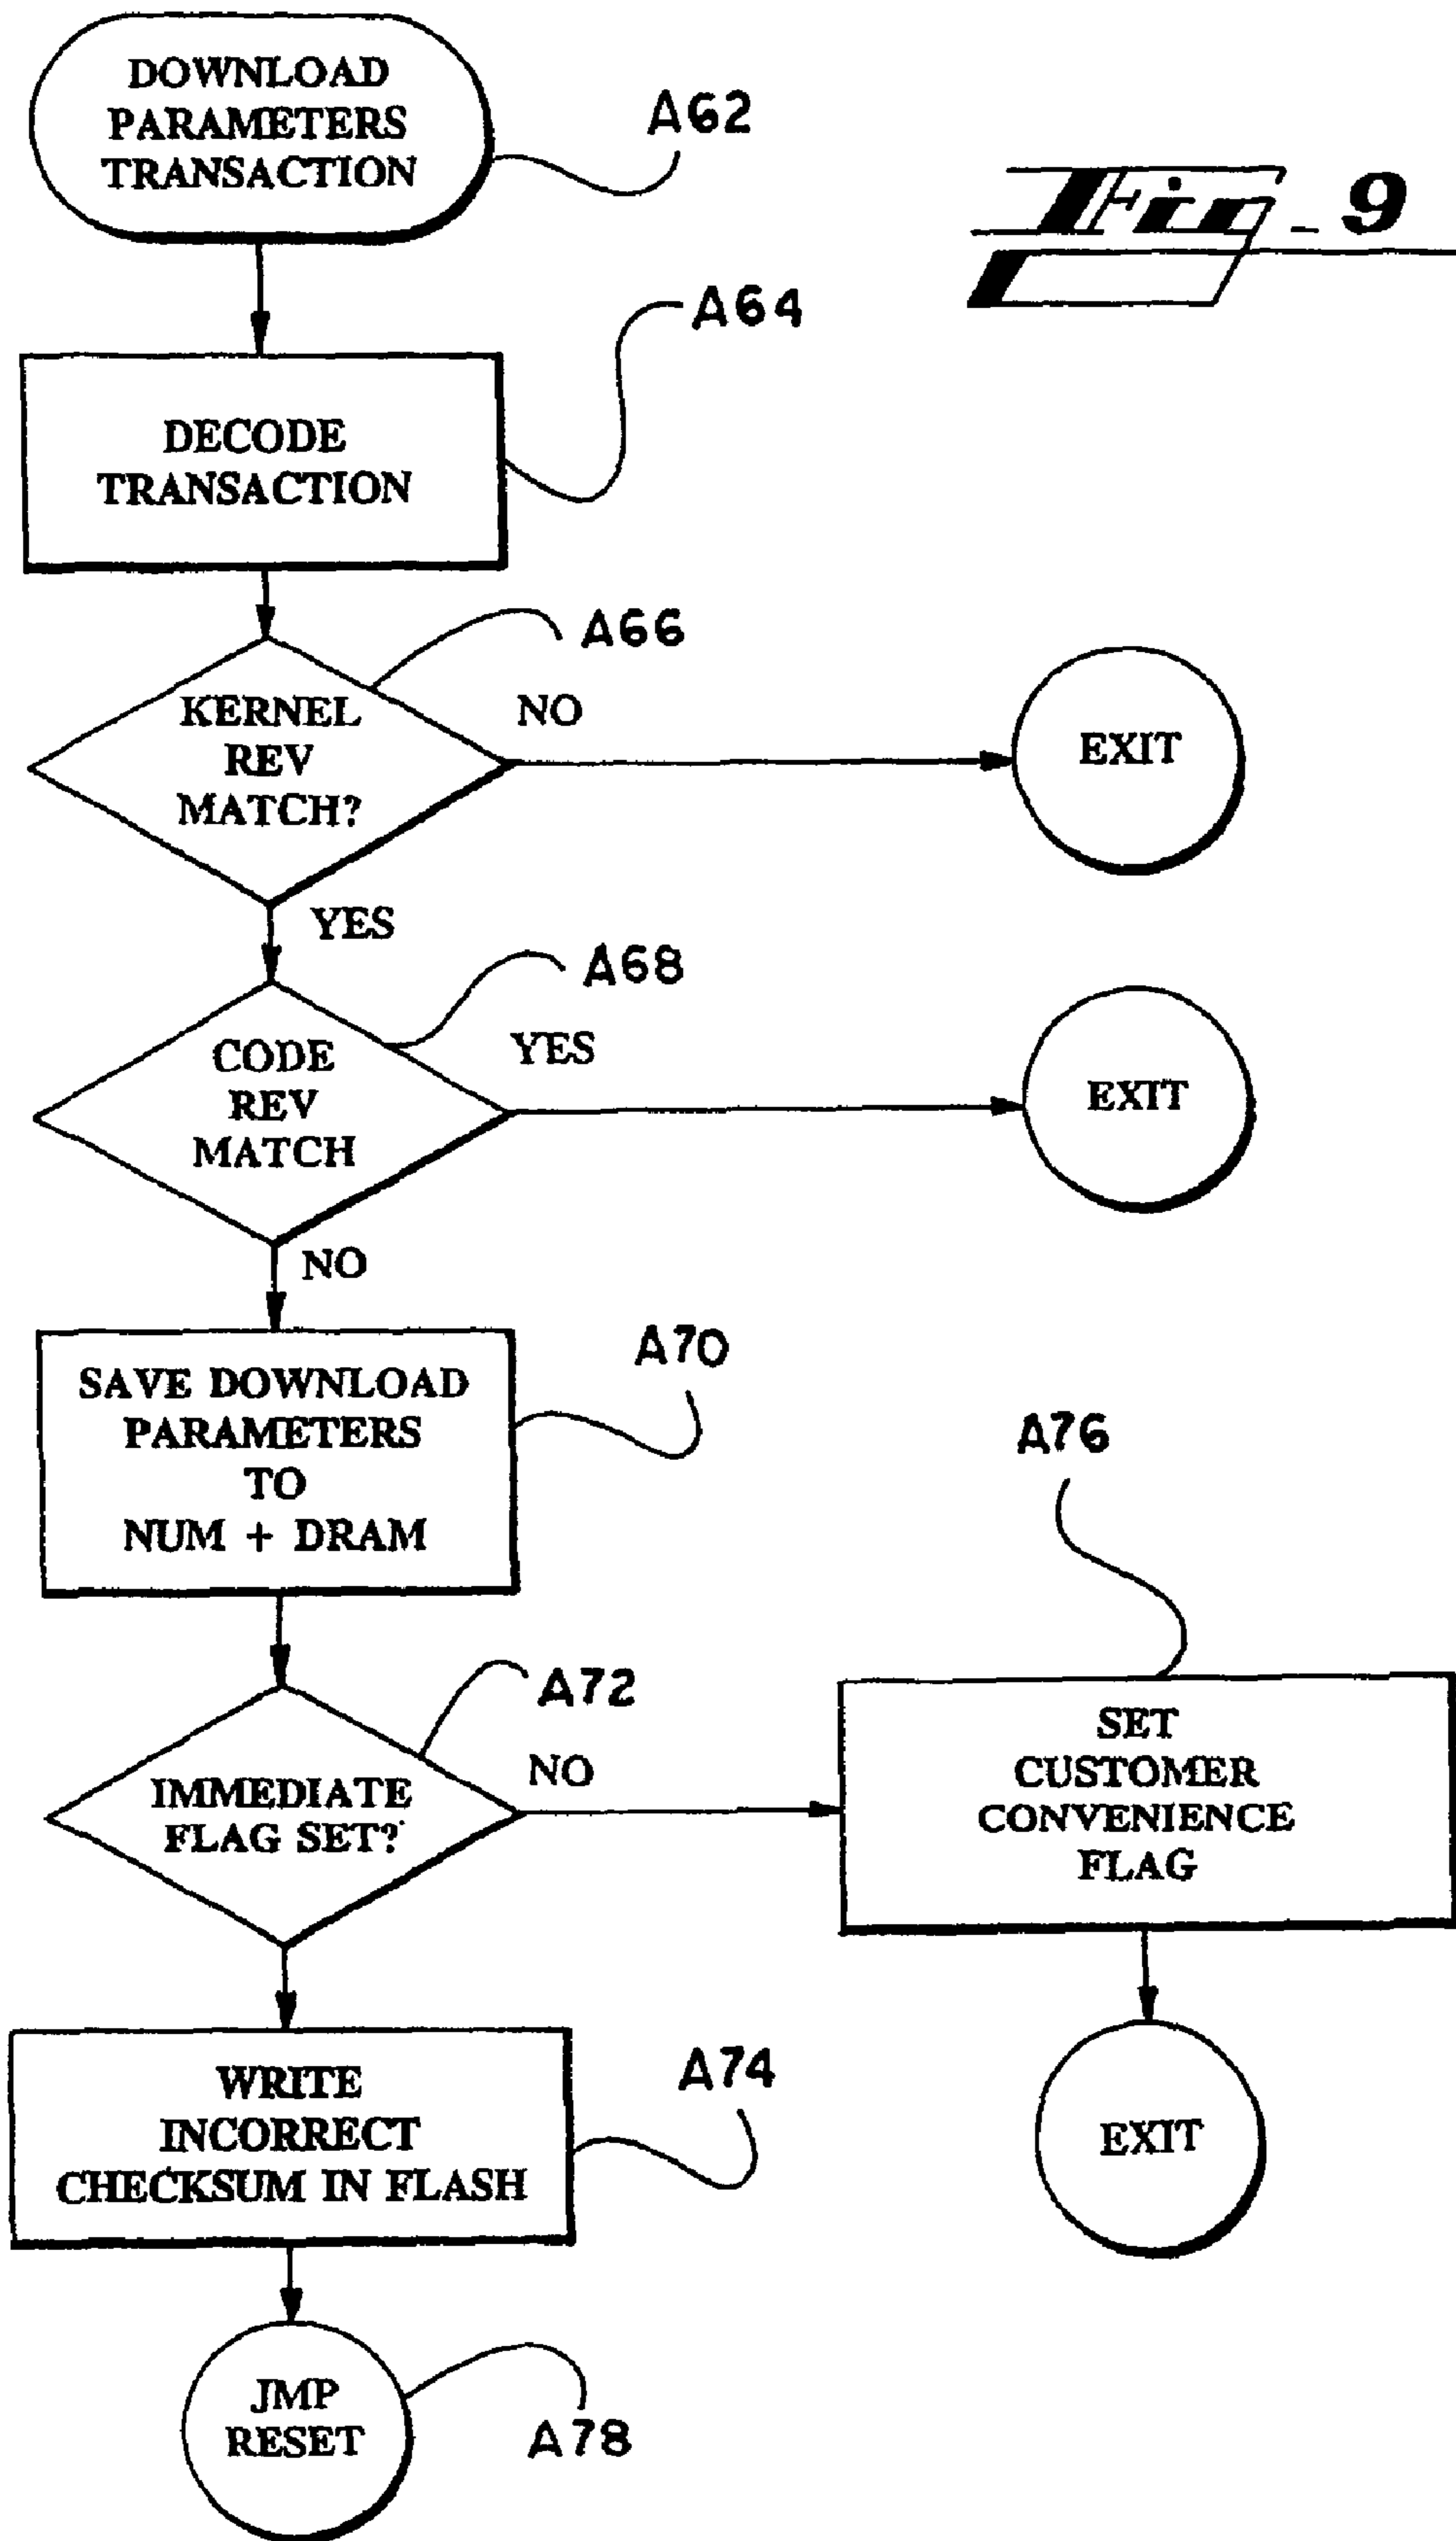 DOWNLOAD
PARAMETERS
TRANSACTION
A62
Fig_9
A64
DECODE
TRANSACTION
A66
KERNEL
REV
MATCH?
NO
EXIT
YES
A68
CODE
REV
MATCH
YES
EXIT
NO
A70
SAVE DOWNLOAD
PARAMETERS
TO
NUM + DRAM
A76
A72
IMMEDIATE
FLAG SET?
NO
SET
CUSTOMER
CONVENIENCE
FLAG
A74
WRITE
INCORRECT
CHECKSUM IN FLASH
EXIT
JMP
RESET
A78